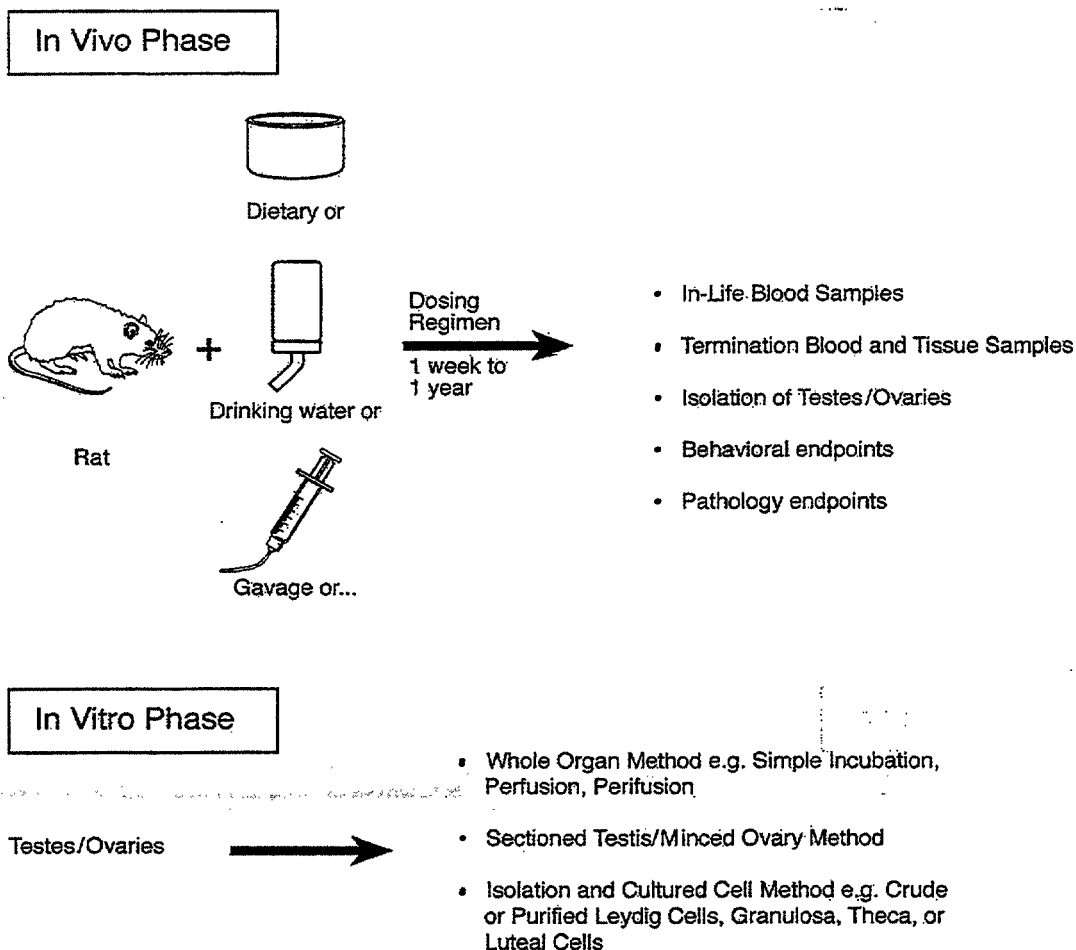 In Vivo Phase
Dietary or
Drinking water or
Gavage or...
Rat
+
Dosing
Regimen
1 week to
1 year
• In-Life Blood Samples
• Termination Blood and Tissue Samples
• Isolation of Testes/Ovaries
• Behavioral endpoints
• Pathology endpoints
In Vitro Phase
Testes/Ovaries
• Whole Organ Method e.g. Simple Incubation,
Perfusion, Perifusion
• Sectioned Testis/Minced Ovary Method
• Isolation and Cultured Cell Method e.g. Crude
or Purified Leydig Cells, Granulosa, Theca, or
Luteal Cells